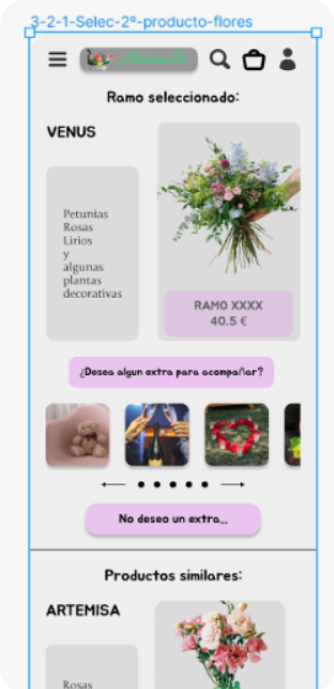 3-2-1-Selec-2º-producto-flores
Ramo seleccionado:
VENUS
Petunias
Rosas
Lirios
y
algunas
plantas
decorativas
RAMO XXXX
40.5 €
¿Desea algun extra para acompañar?
No deseo un extra...
Productos similares:
ARTEMISA
Rosas